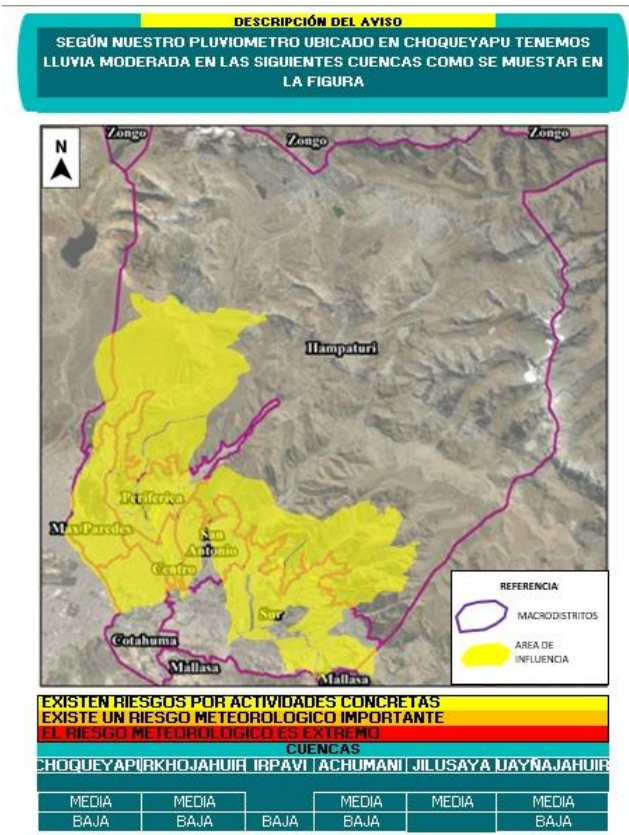 DESCRIPCIÓN DEL AVISO
SEGÚN NUESTRO PLUVIOMETRO UBICADO EN CHOQUEYAPU TENEMOS
LLUVIA MODERADA EN LAS SIGUIENTES CUENCAS COMO SE MUESTAR EN
LA FIGURA
N
Zongo
Zongo
Zongo
Hampaturi
Periferica
Max Paredes
San
Antonio
Centro
Sur
Cotahuma
Mallasa
Mallasa
REFERENCIA
MACRODISTRITOS
AREA DE
INFLUENCIA
EXISTEN RIESGOS POR ACTIVIDADES CONCRETAS
EXISTE UN RIESGO METEOROLOGICO IMPORTANTE
EL RIESGO METEOROLOGICO ES EXTREMO
CUENCAS
CHOQUEYAPU RKHOJAHUIR IRPAVI ACHUMANI JILUSAYA UAYÑAJAHUIR
MEDIA MEDIA MEDIA MEDIA MEDIA
BAJA BAJA BAJA BAJA BAJA